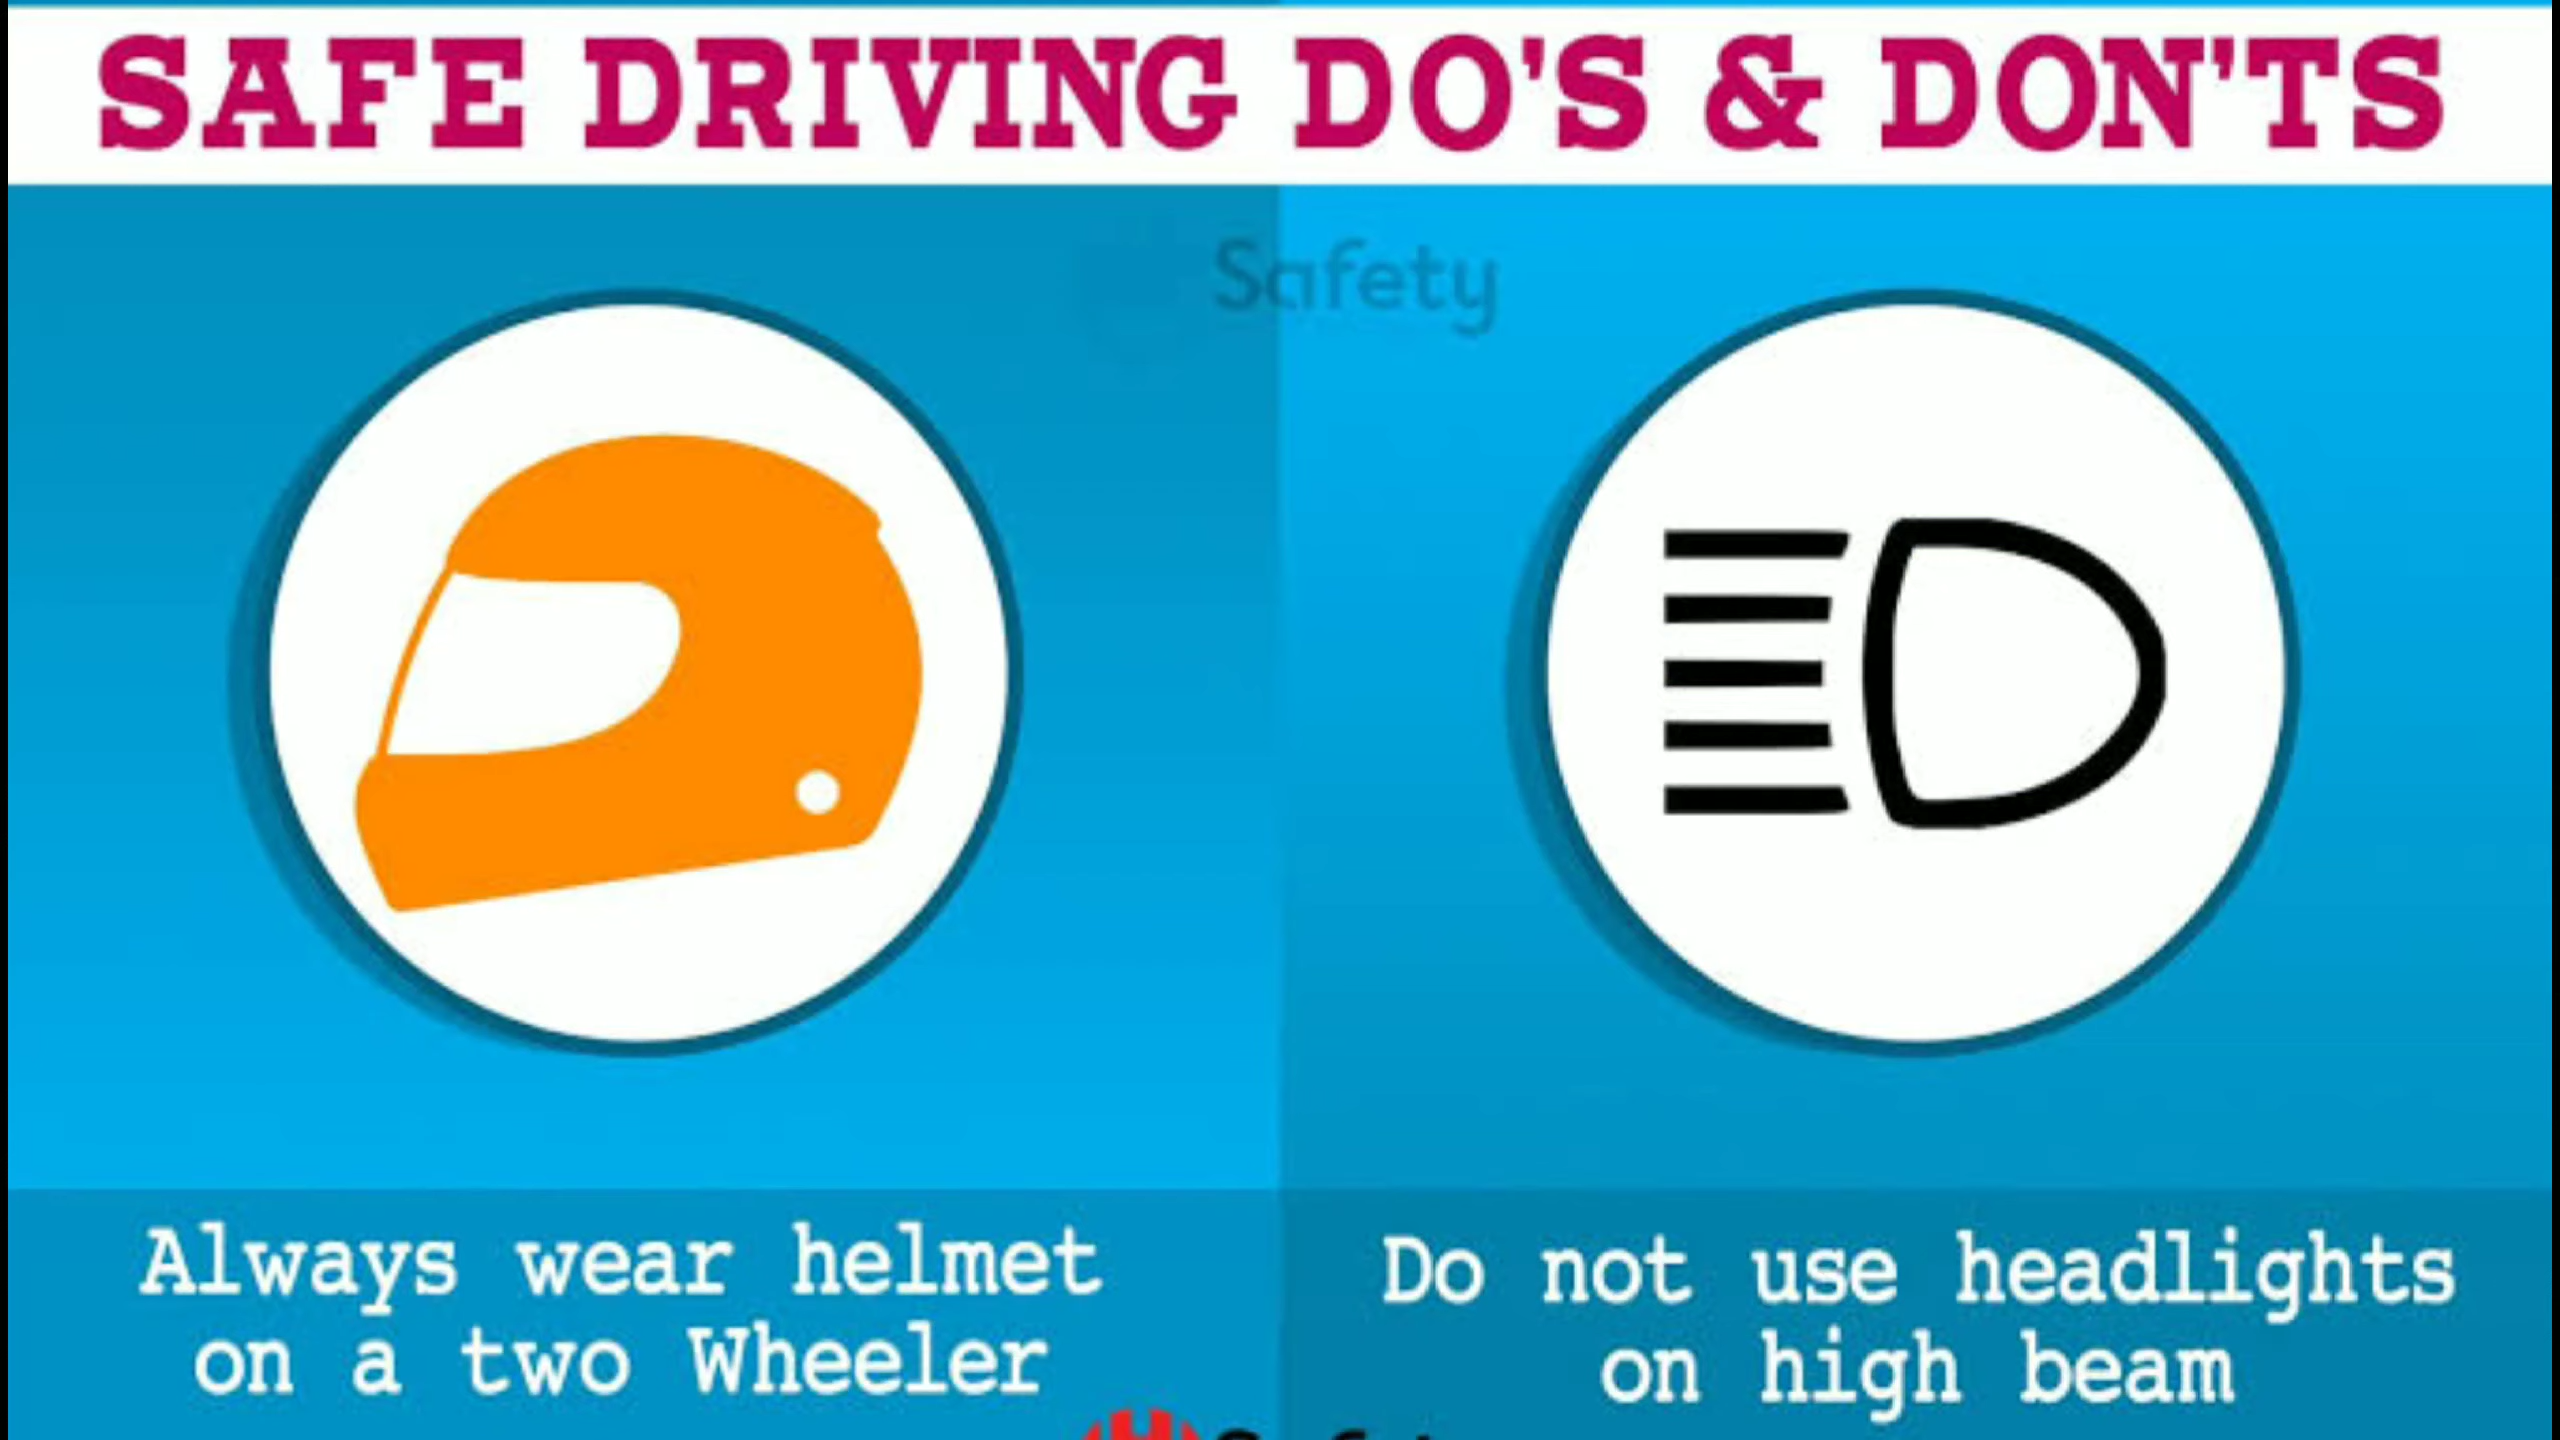 SAFE DRIVING DO'S & DON'TS
Safety
Always wear helmet
on a two Wheeler
Do not use headlights
on high beam